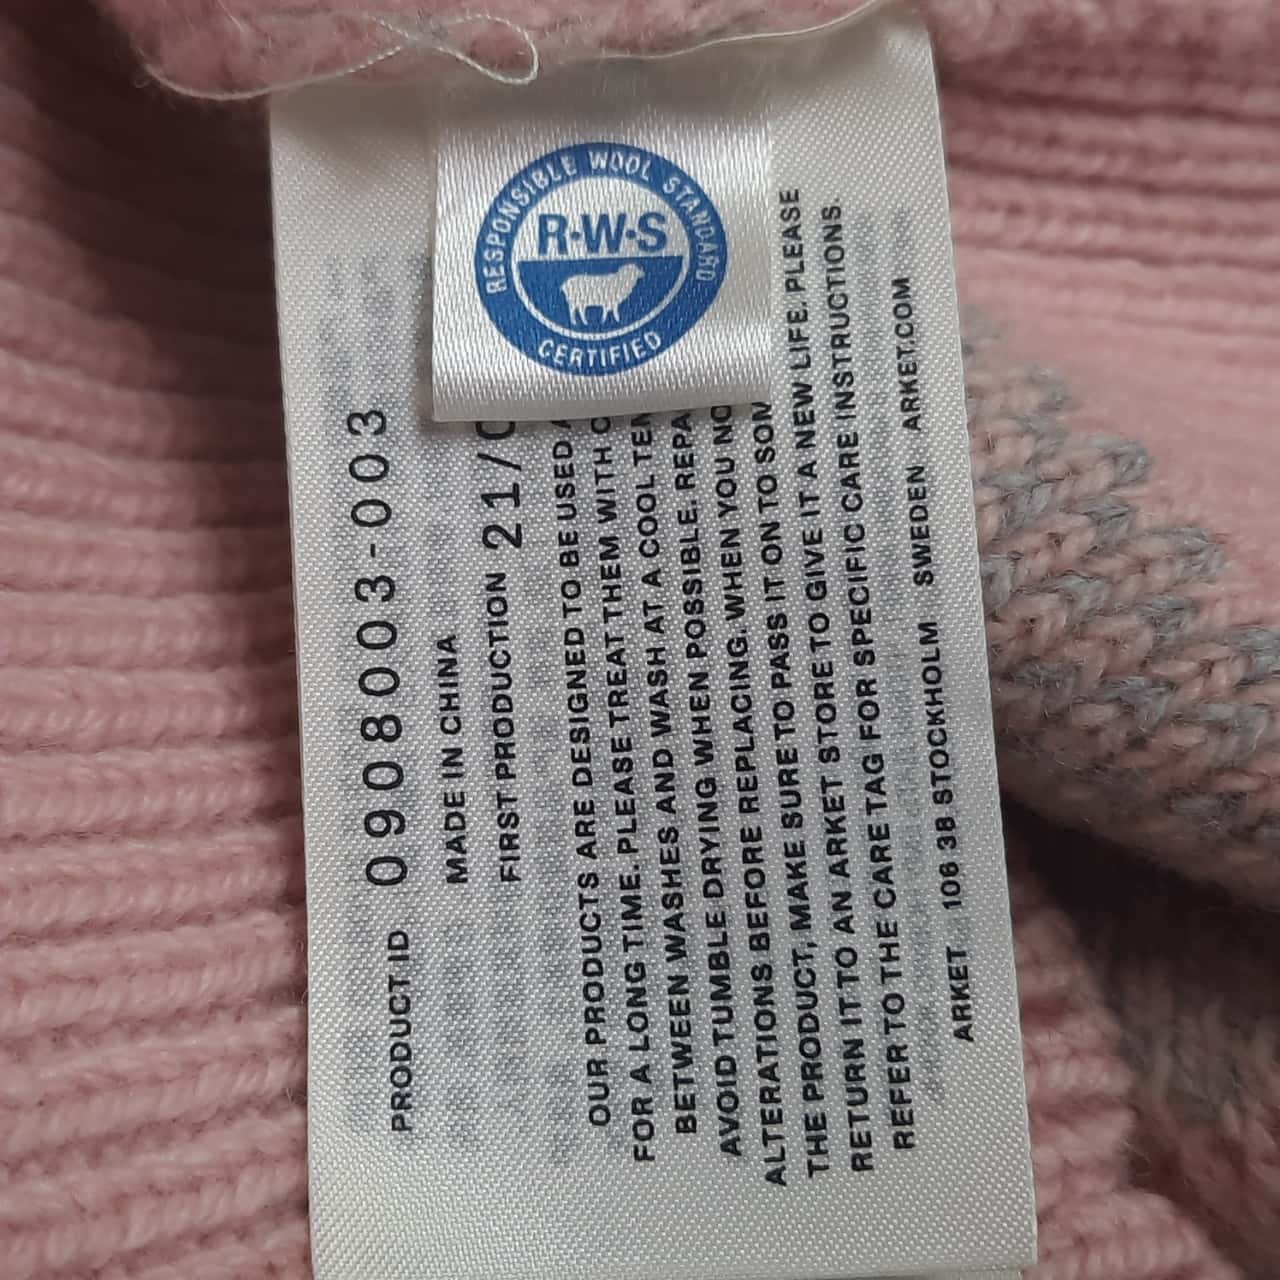 RESPONSIBLE WOOL STANDARD
R·W·S
CERTIFIED
PRODUCT ID 0908003-003
MADE IN CHINA
FIRST PRODUCTION 21/
OUR PRODUCTS ARE DESIGNED TO BE USED
FOR A LONG TIME. PLEASE TREAT THEM WITH
BETWEEN WASHES AND WASH AT A COOL
AVOID TUMBLE DRYING WHEN POSSIBLE.
ALTERATIONS BEFORE REPLACING. WHEN YOU
THE PRODUCT, MAKE SURE TO PASS IT ON TO
RETURN IT TO AN ARKET STORE TO GIVE IT A NEW LIFE. PLEASE
REFER TO THE CARE TAG FOR SPECIFIC CARE INSTRUCTIONS
ARKET 106 38 STOCKHOLM SWEDEN ARKET.COM